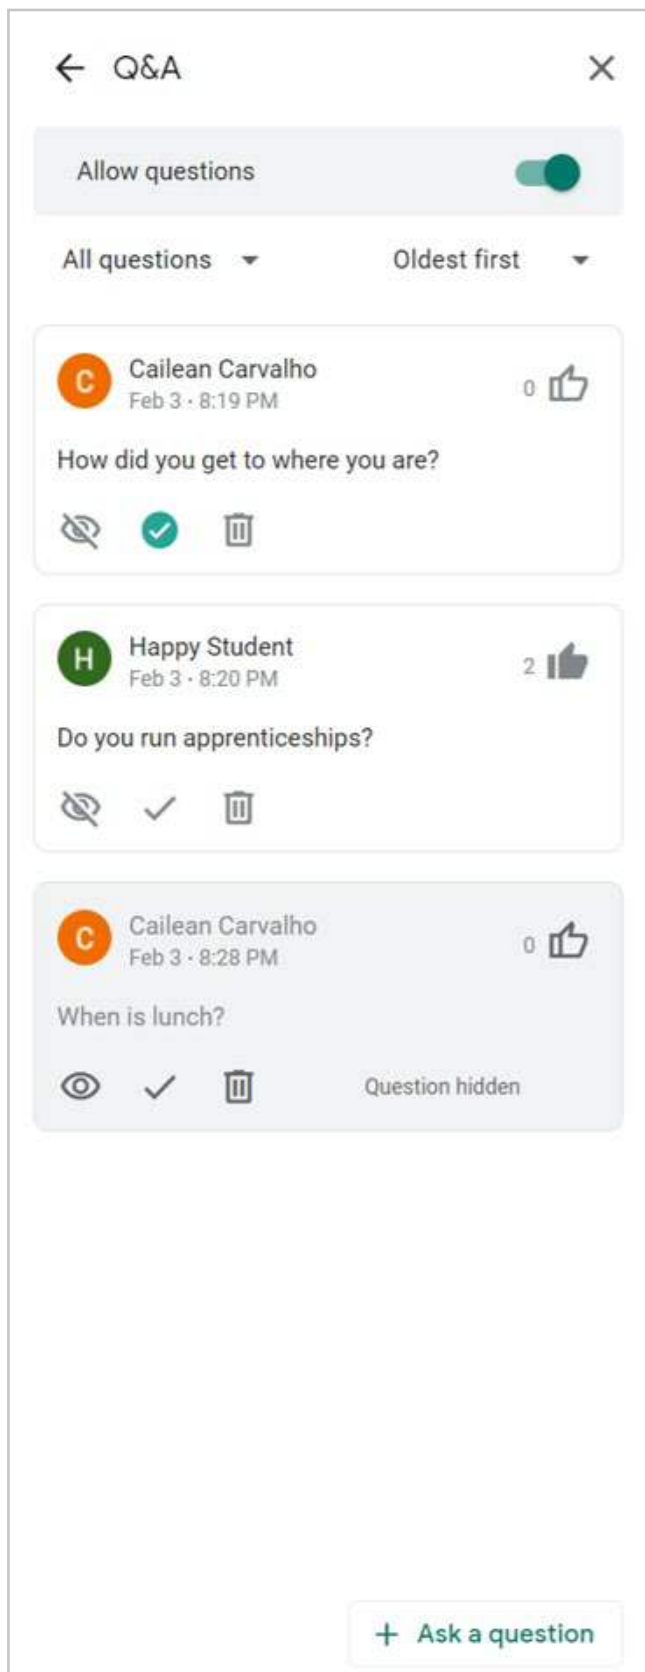 Q&A
Allow questions
All questions Oldest first
C Cailean Carvalho
Feb 3 · 8:19 PM
0
How did you get to where you are?
H Happy Student
Feb 3 · 8:20 PM
2
Do you run apprenticeships?
C Cailean Carvalho
Feb 3 · 8:28 PM
0
When is lunch?
Question hidden
+ Ask a question